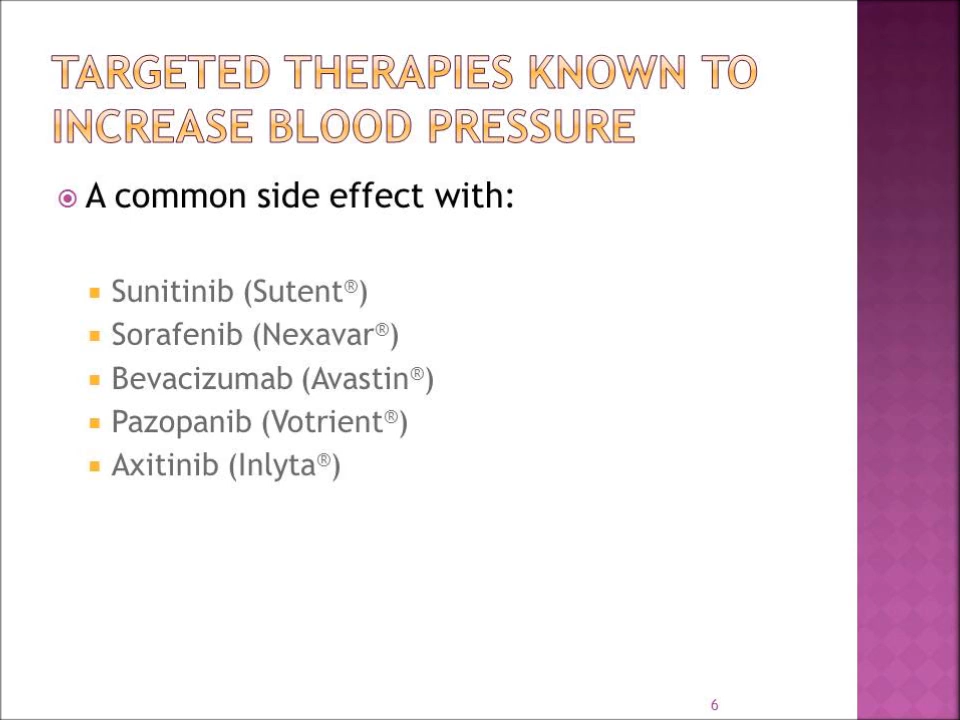 TARGETED THERAPIES KNOWN TO
INCREASE BLOOD PRESSURE
A common side effect with:
Sunitinib (Sutent®)
Sorafenib (Nexavar®)
Bevacizumab (Avastin®)
Pazopanib (Votrient®)
Axitinib (Inlyta®)
6